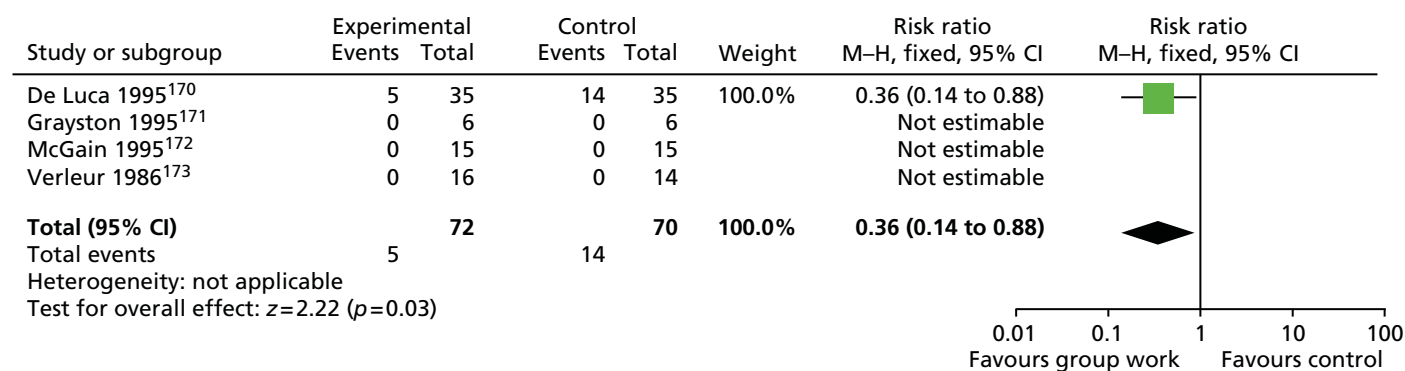 Experimental Control Risk ratio Risk ratio
Study or subgroup Events Total Events Total Weight M–H, fixed, 95% CI M–H, fixed, 95% CI
De Luca 1995170 5 35 14 35 100.0% 0.36 (0.14 to 0.88)
Grayston 1995171 0 6 0 6 Not estimable
McGain 1995172 0 15 0 15 Not estimable
Verleur 1986173 0 16 0 14 Not estimable
Total (95% CI) 72 70 100.0% 0.36 (0.14 to 0.88)
Total events 5 14
Heterogeneity: not applicable
Test for overall effect: z=2.22 (p=0.03)
0.01 0.1 1 10 100
Favours group work Favours control